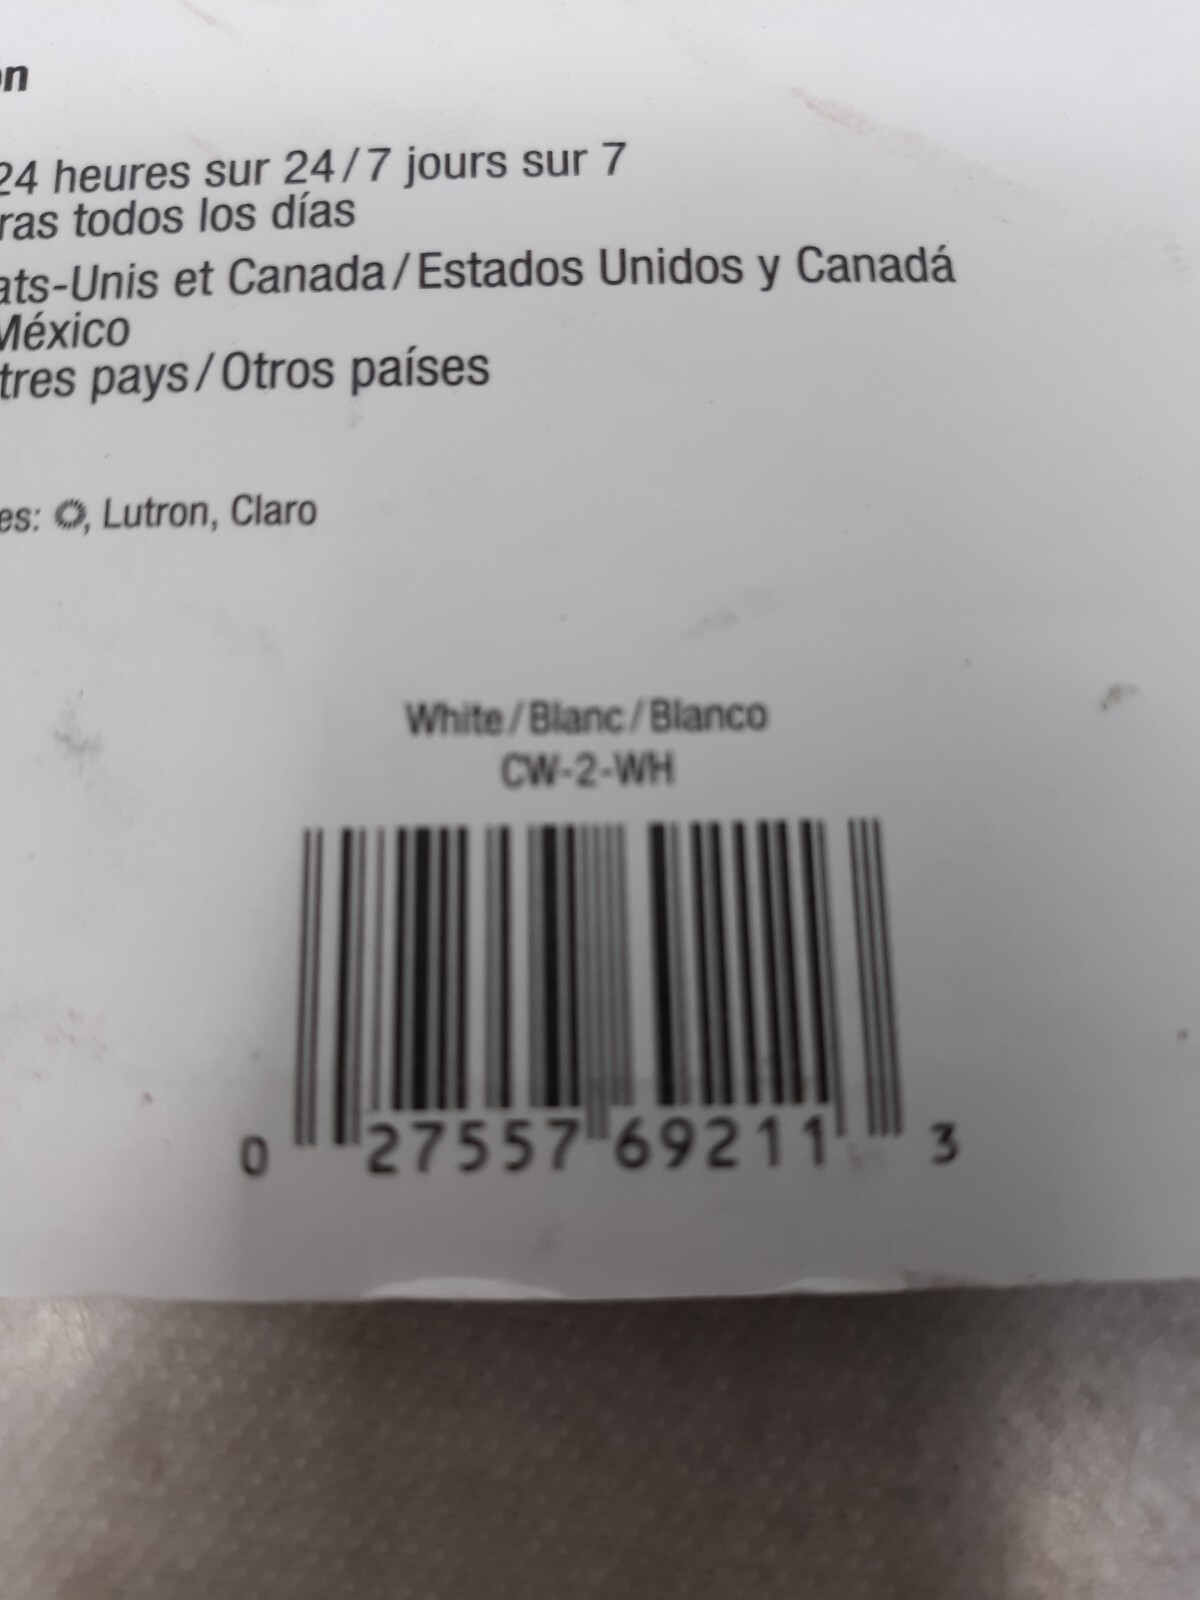 ón
24 heures sur 24/7 jours sur 7
ras todos los días
ats-Unis et Canada/Estados Unidos y Canadá
México
tres pays/Otros países
es: , Lutron, Claro
White/Blanc/Blanco
CW-2-WH
0 27557 69211 3